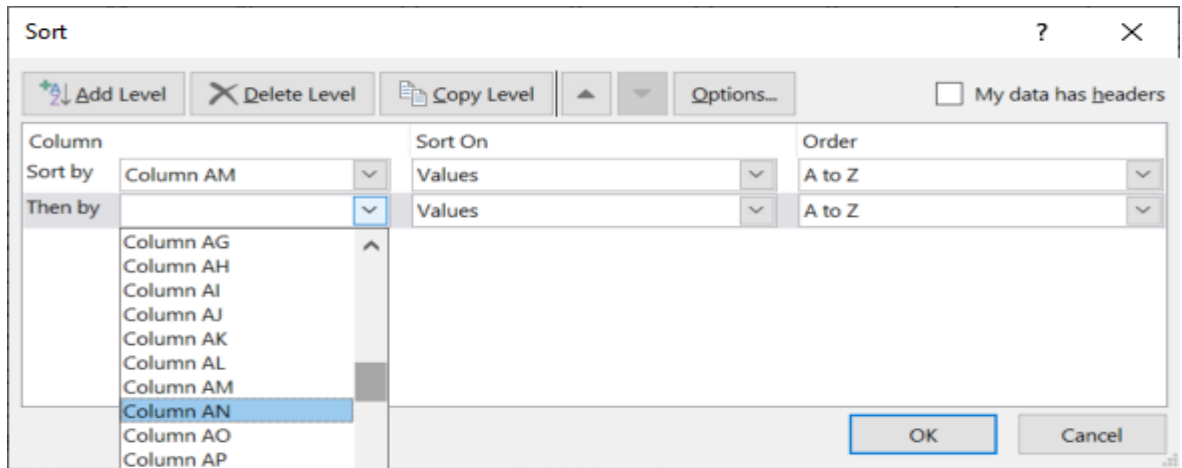 Sort ? ×
Add Level Delete Level Copy Level Options... My data has headers
Column Sort On Order
Sort by Column AM Values A to Z
Then by Values A to Z
Column AG
Column AH
Column AI
Column AJ
Column AK
Column AL
Column AM
Column AN
Column AO
Column AP
OK Cancel